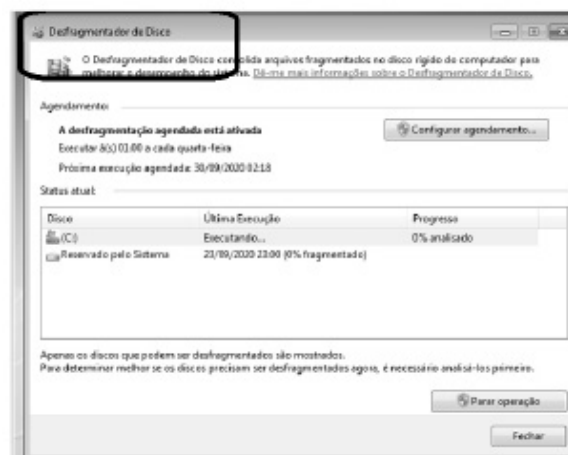 Desfragmentador de Disco
O Desfragmentador de Disco consolida arquivos fragmentados no disco rígido do computador para
melhorar o desempenho do sistema. Dê-me mais informações sobre o Desfragmentador de Disco.
Agendamento:
A desfragmentação agendada está ativada
Configurar agendamento...
Executar à(s) 01:00 a cada quarta-feira
Próxima execução agendada: 30/09/2020 02:18
Status atual:
Disco Última Execução Progresso
(C:) Executando... 0% analisado
Reservado pelo Sistema 23/09/2020 23:00 (0% fragmentado)
Apenas os discos que podem ser desfragmentados são mostrados.
Para determinar melhor se os discos precisam ser desfragmentados agora, é necessário analisá-los primeiro.
Parar operação
Fechar